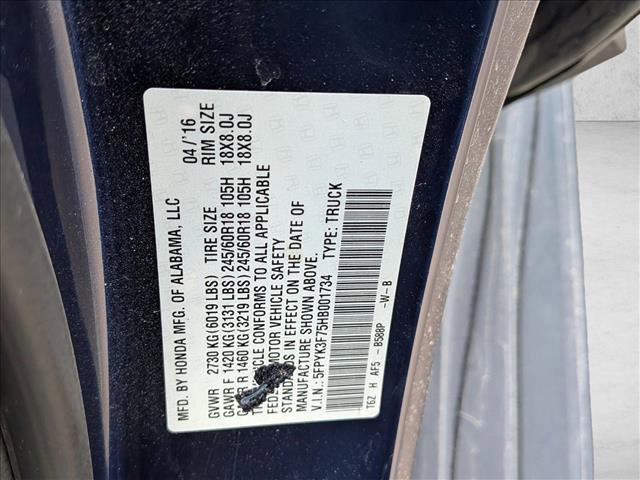 MFD. BY HONDA MFG. OF ALABAMA, LLC 04/'16
GVWR 2730 KG (6019 LBS) TIRE SIZE RIM SIZE
GAWR F 1420 KG (3131 LBS) 245/60R18 105H 18X8.0J
R 1460 KG (3219 LBS) 245/60R18 105H 18X8.0J
CONFORMS TO ALL APPLICABLE
MOTOR VEHICLE SAFETY
STANDARDS IN EFFECT ON THE DATE OF
MANUFACTURE SHOWN ABOVE.
V.I.N.: 5FPYK3F75HB001734 TYPE: TRUCK
T6Z H AF5 - B588P -W-B